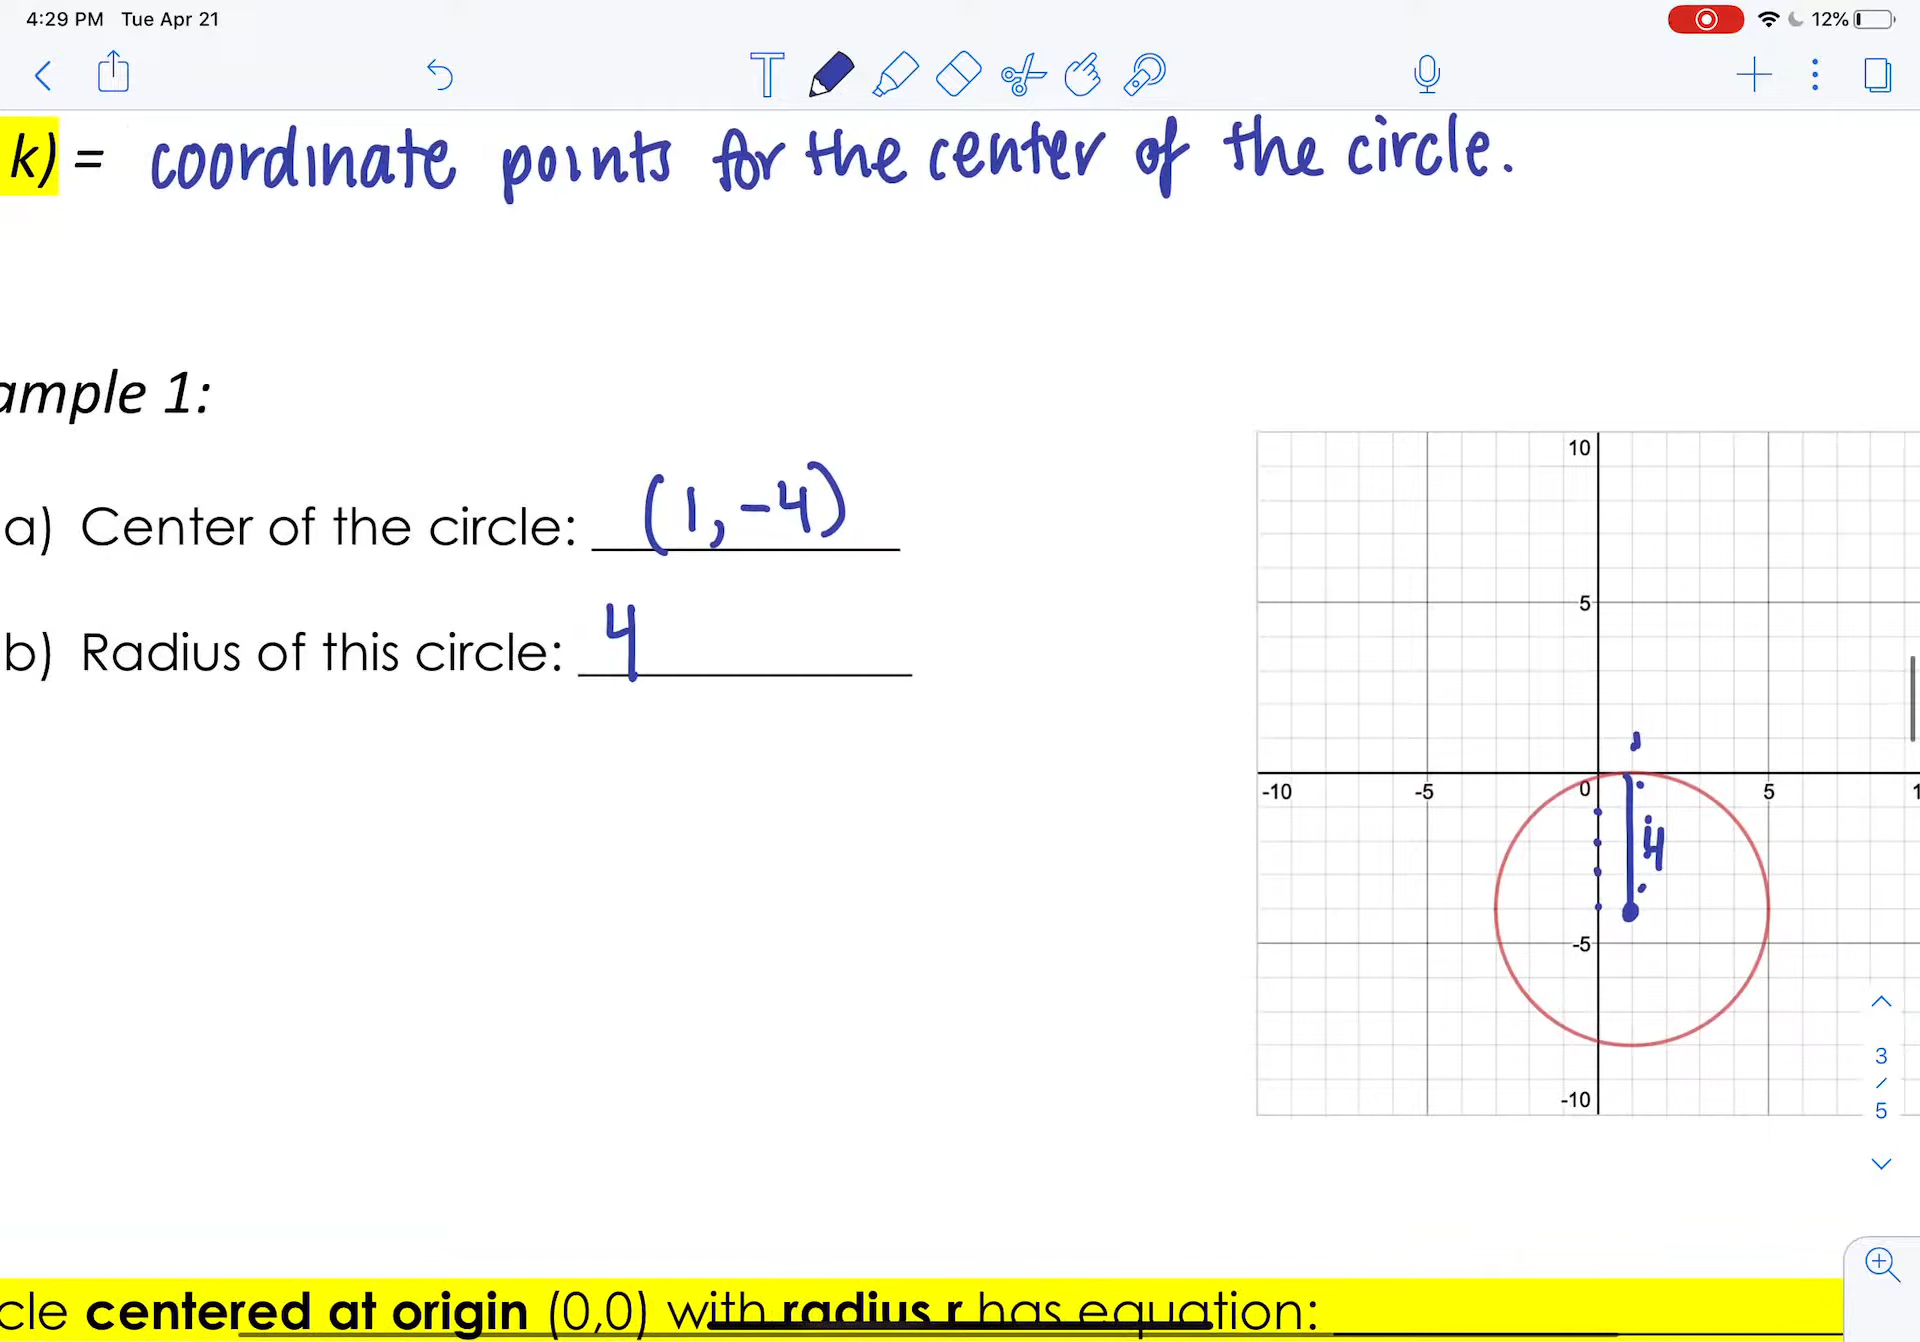 4:29 PM Tue Apr 21 12%
T
k) = coordinate points for the center of the circle.
ample 1:
a) Center of the circle: (1, -4)
b) Radius of this circle: 4
10
5
-10 -5 0 5 1
4
-5
-10
3
/
5
cle centered at origin (0,0) with radius r has equation: